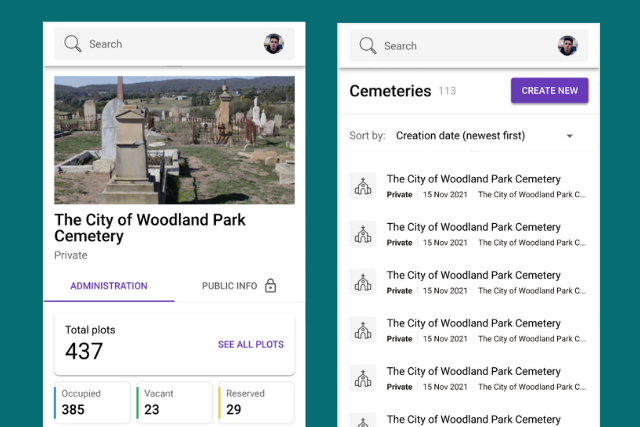 Search
The City of Woodland Park
Cemetery
Private
ADMINISTRATION PUBLIC INFO
Total plots
437 SEE ALL PLOTS
Occupied Vacant Reserved
385 23 29
Search
Cemeteries 113 CREATE NEW
Sort by: Creation date (newest first)
The City of Woodland Park Cemetery
Private 15 Nov 2021 The City of Woodland Park C...
The City of Woodland Park Cemetery
Private 15 Nov 2021 The City of Woodland Park C...
The City of Woodland Park Cemetery
Private 15 Nov 2021 The City of Woodland Park C...
The City of Woodland Park Cemetery
Private 15 Nov 2021 The City of Woodland Park C...
The City of Woodland Park Cemetery
Private 15 Nov 2021 The City of Woodland Park C...
The City of Woodland Park Cemetery